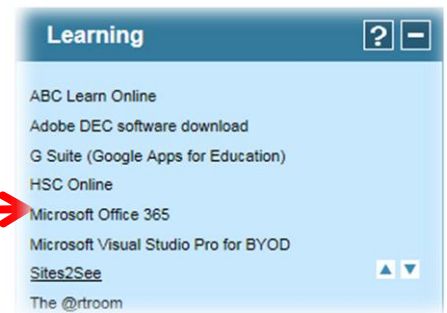 Learning ? −
ABC Learn Online
Adobe DEC software download
G Suite (Google Apps for Education)
HSC Online
Microsoft Office 365
Microsoft Visual Studio Pro for BYOD
Sites2See
The @rtroom